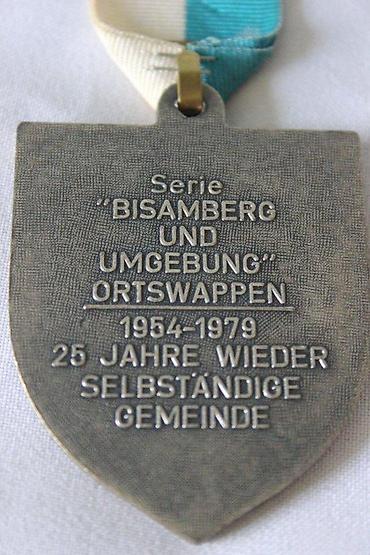 Serie
"BISAMBERG
UND
UMGEBUNG"
ORTSWAPPEN
1954-1979
25 JAHRE WIEDER
SELBSTÄNDIGE
GEMEINDE